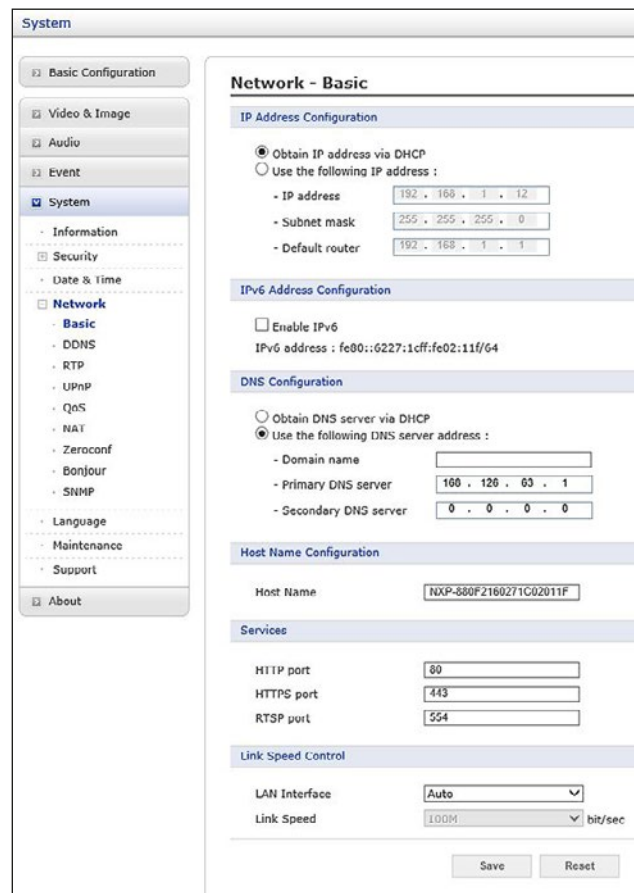 System
Basic Configuration
Video & Image
Audio
Event
System
Information
Security
Date & Time
Network
Basic
DDNS
RTP
UPnP
QoS
NAT
Zeroconf
Bonjour
SNMP
Language
Maintenance
Support
About
Network - Basic
IP Address Configuration
Obtain IP address via DHCP
Use the following IP address :
- IP address 192 . 168 . 1 . 12
- Subnet mask 255 . 255 . 255 . 0
- Default router 192 . 168 . 1 . 1
IPv6 Address Configuration
Enable IPv6
IPv6 address : fe80::6227:1cff:fe02:11f/64
DNS Configuration
Obtain DNS server via DHCP
Use the following DNS server address :
- Domain name
- Primary DNS server 168 . 126 . 63 . 1
- Secondary DNS server 0 . 0 . 0 . 0
Host Name Configuration
Host Name NXP-880F2160271C02011F
Services
HTTP port 80
HTTPS port 443
RTSP port 554
Link Speed Control
LAN Interface Auto
Link Speed 100M bit/sec
Save Reset